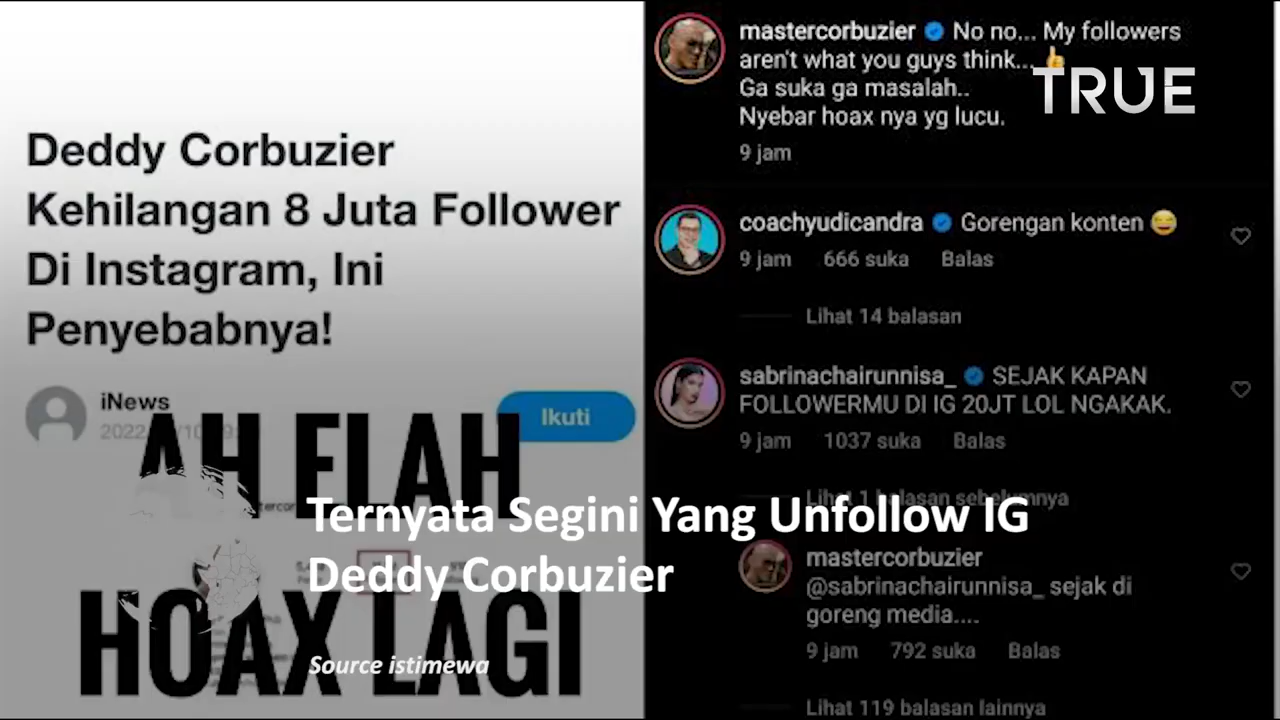 Deddy Corbuzier
Kehilangan 8 Juta Follower
Di Instagram, Ini
Penyebabnya!
iNews
Ikuti
AH ELAH
HOAX LAGI
mastercorbuzier No no... My followers
aren't what you guys think... 👍
Ga suka ga masalah..
Nyebar hoax nya yg lucu.
9 jam
TRUE
coachyudicandra Gorengan konten 😅
9 jam 666 suka Balas
Lihat 14 balasan
sabrinachairunnisa_ SEJAK KAPAN
FOLLOWERMU DI IG 20JT LOL NGAKAK.
9 jam 1037 suka Balas
Lihat 1 balasan sebelumnya
mastercorbuzier
@sabrinachairunnisa_ sejak di
goreng media....
9 jam 792 suka Balas
Lihat 119 balasan lainnya
Ternyata Segini Yang Unfollow IG
Deddy Corbuzier
Source istimewa